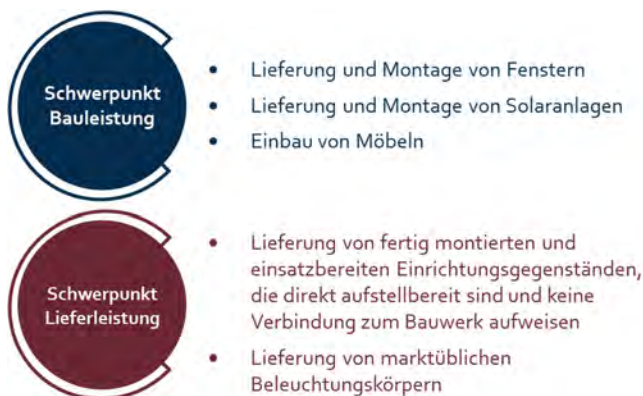 Schwerpunkt
Bauleistung
• Lieferung und Montage von Fenstern
• Lieferung und Montage von Solaranlagen
• Einbau von Möbeln
Schwerpunkt
Lieferleistung
• Lieferung von fertig montierten und
einsatzbereiten Einrichtungsgegenständen,
die direkt aufstellbereit sind und keine
Verbindung zum Bauwerk aufweisen
• Lieferung von marktüblichen
Beleuchtungskörpern